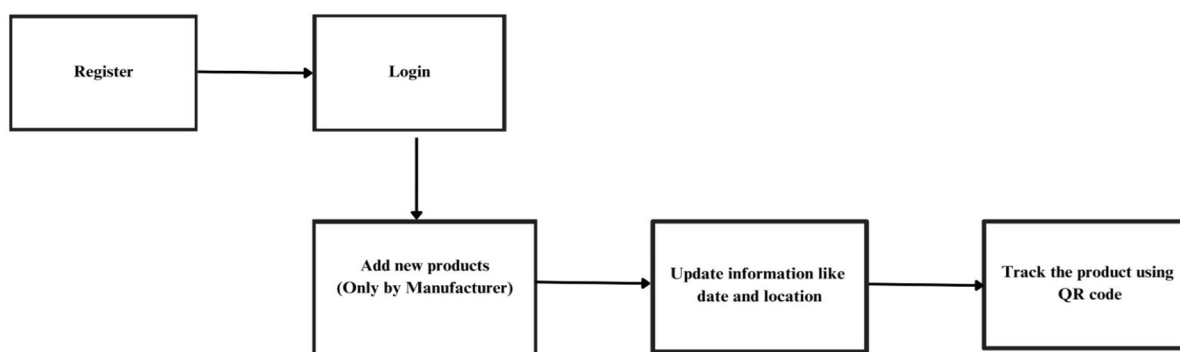 Register
Login
Add new products
(Only by Manufacturer)
Update information like
date and location
Track the product using
QR code